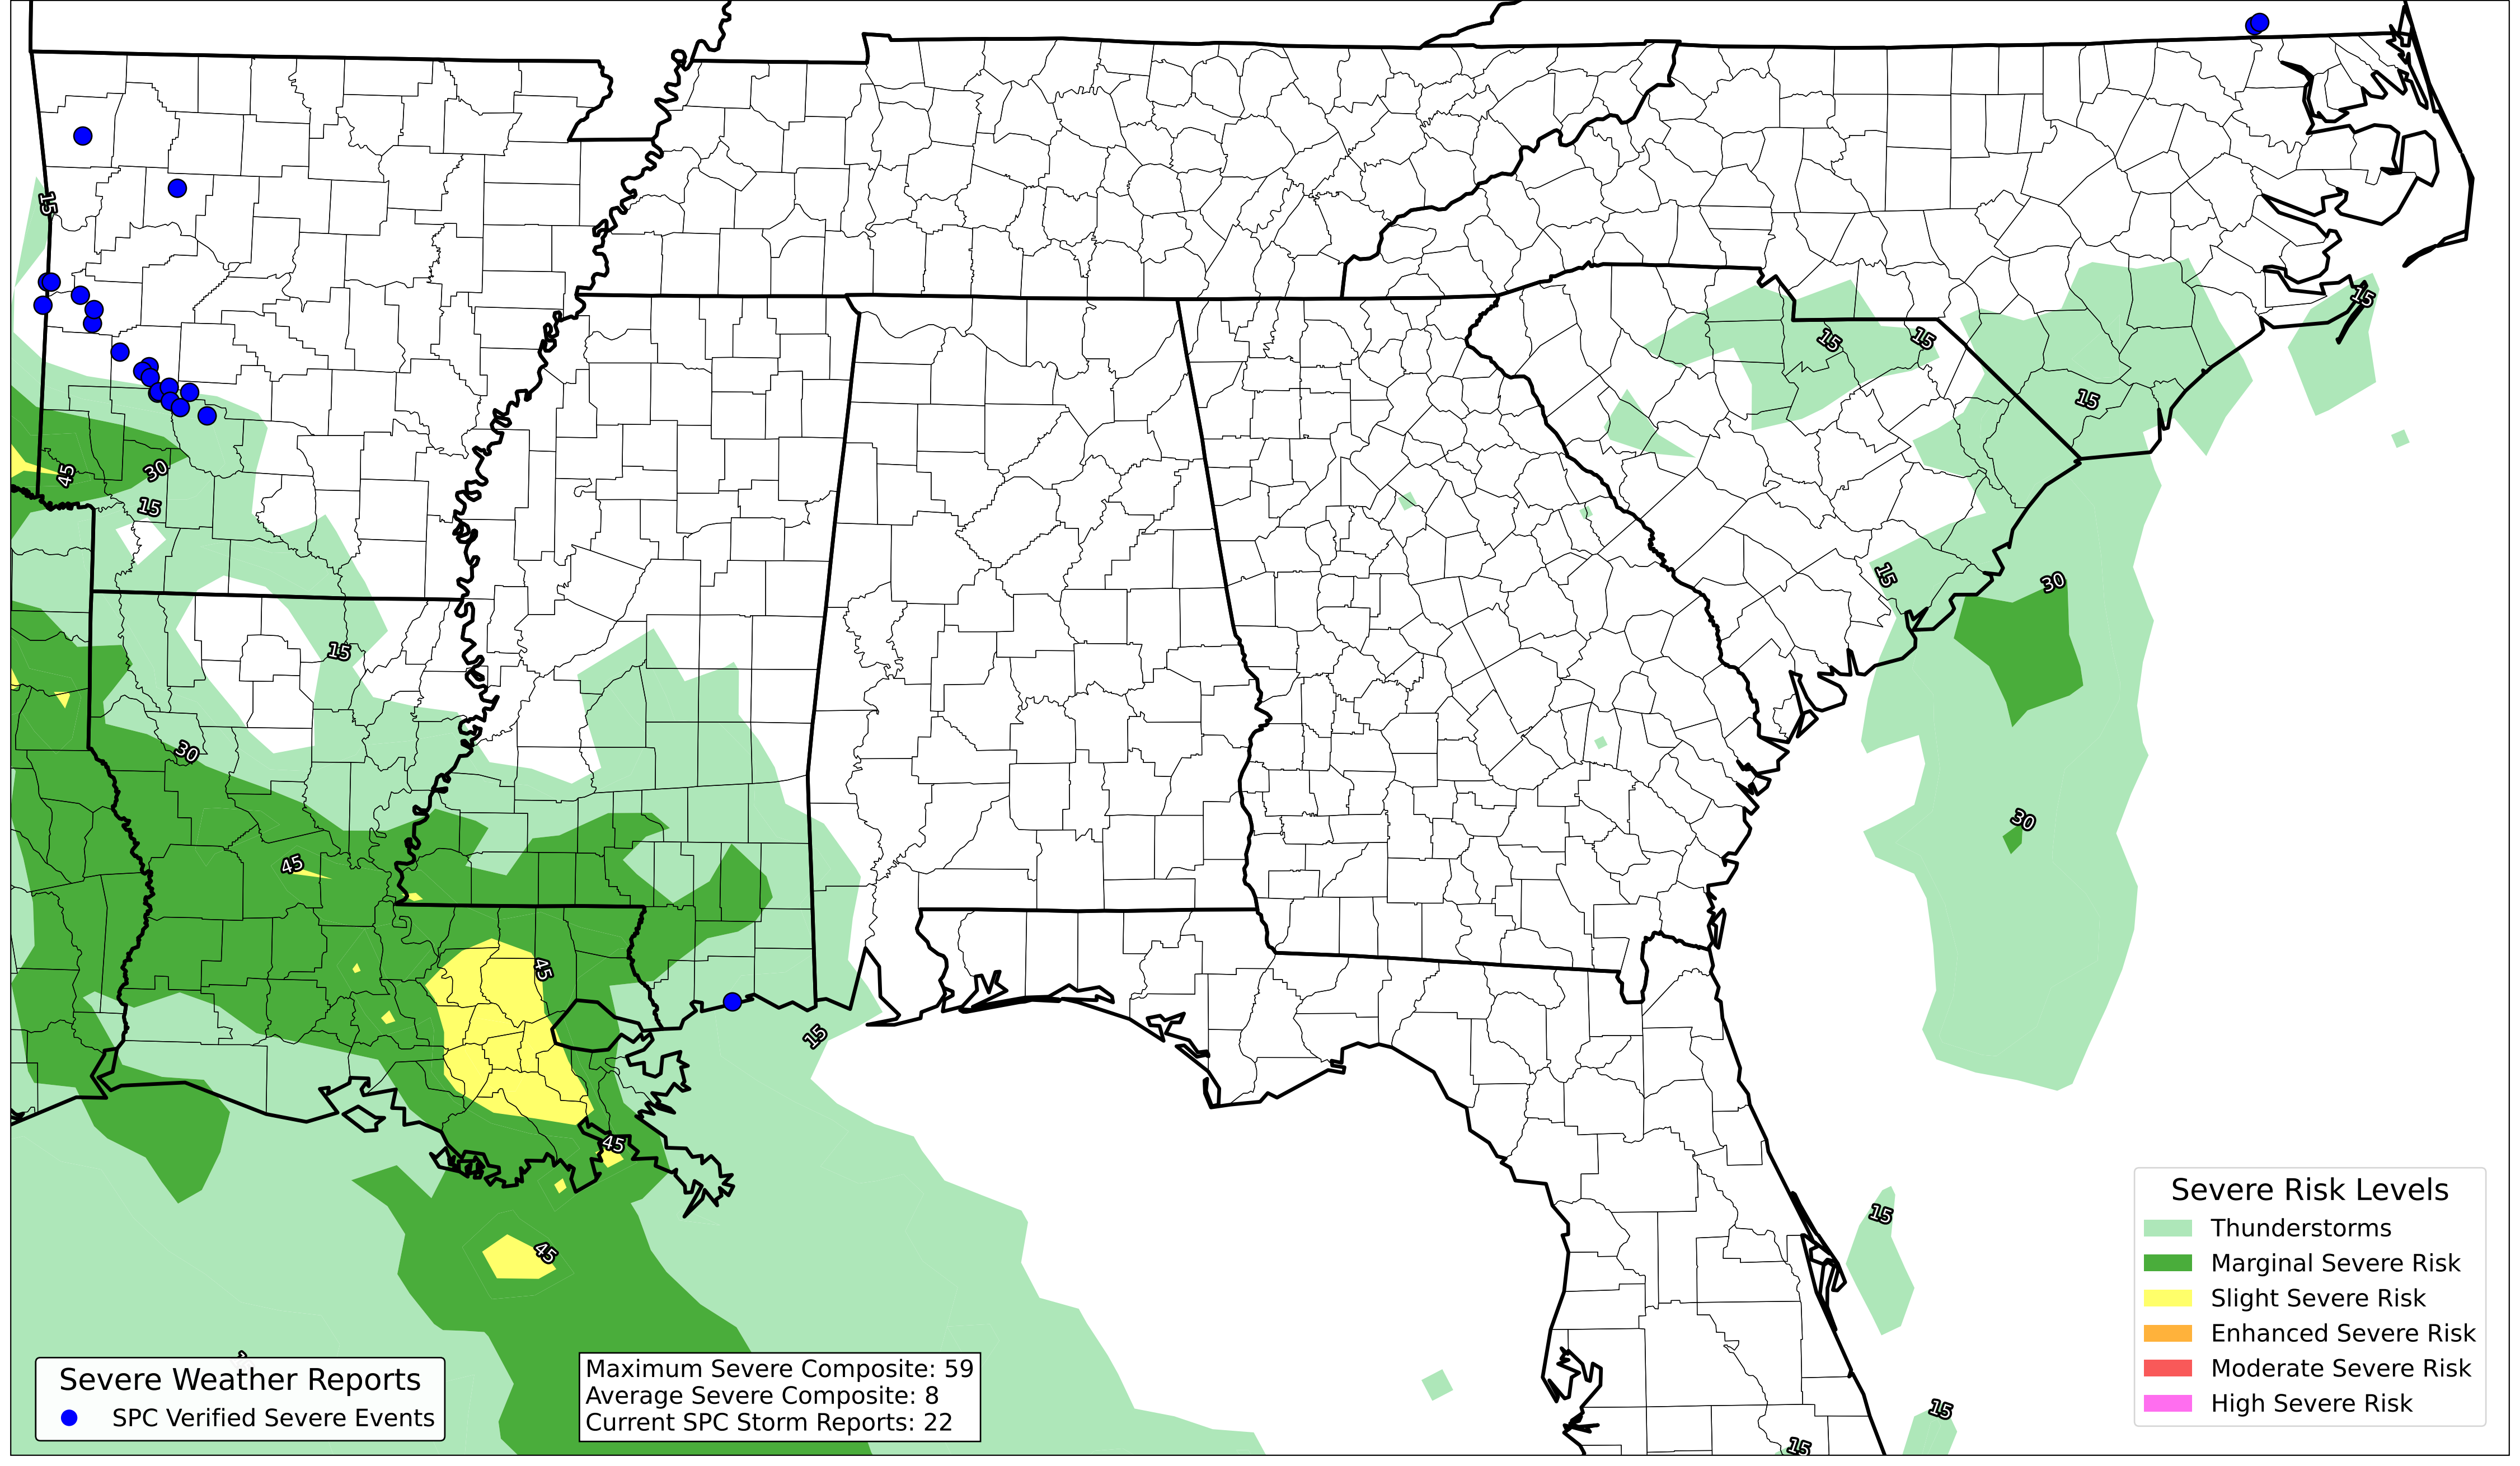 15
15
15
15
45
30
15
15
15
30
15
30
30
45
45
15
45
15
45
15
15
Severe Weather Reports
SPC Verified Severe Events
Maximum Severe Composite: 59
Average Severe Composite: 8
Current SPC Storm Reports: 22
Severe Risk Levels
Thunderstorms
Marginal Severe Risk
Slight Severe Risk
Enhanced Severe Risk
Moderate Severe Risk
High Severe Risk